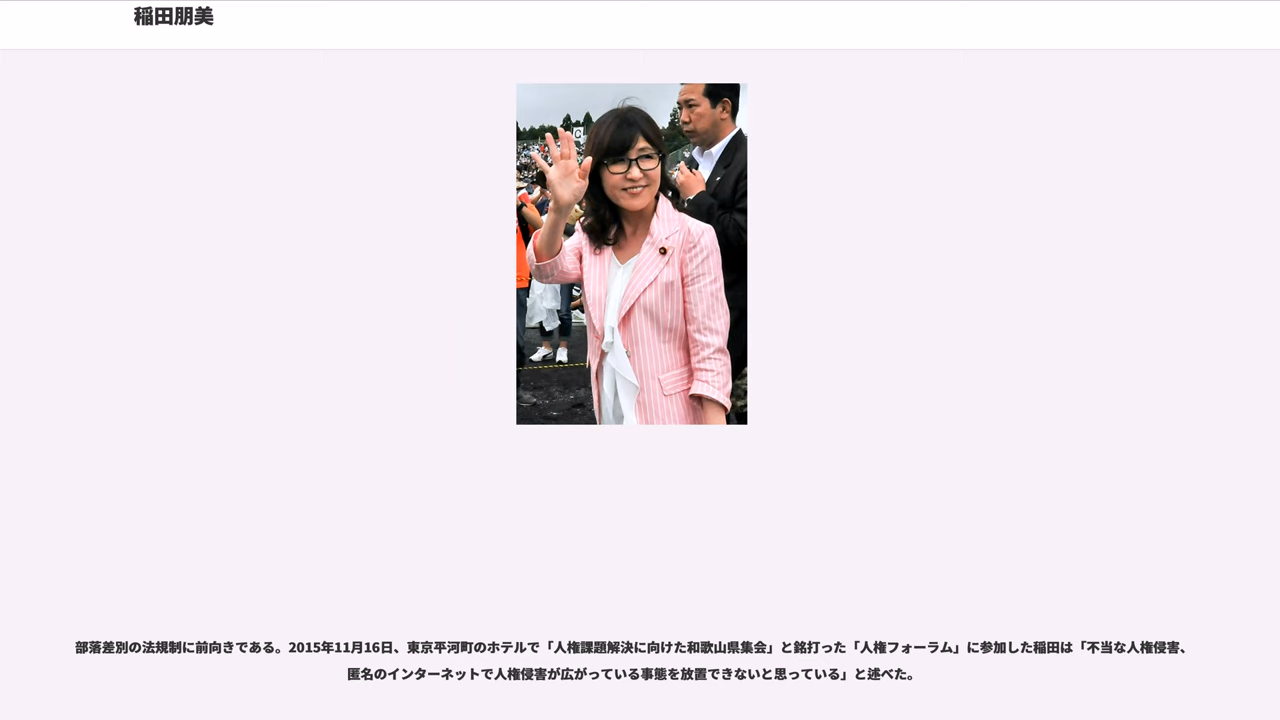 稲田朋美
C
部落差別の法規制に前向きである。2015年11月16日、東京平河町のホテルで「人権課題解決に向けた和歌山県集会」と銘打った「人権フォーラム」に参加した稲田は「不当な人権侵害、
匿名のインターネットで人権侵害が広がっている事態を放置できないと思っている」と述べた。